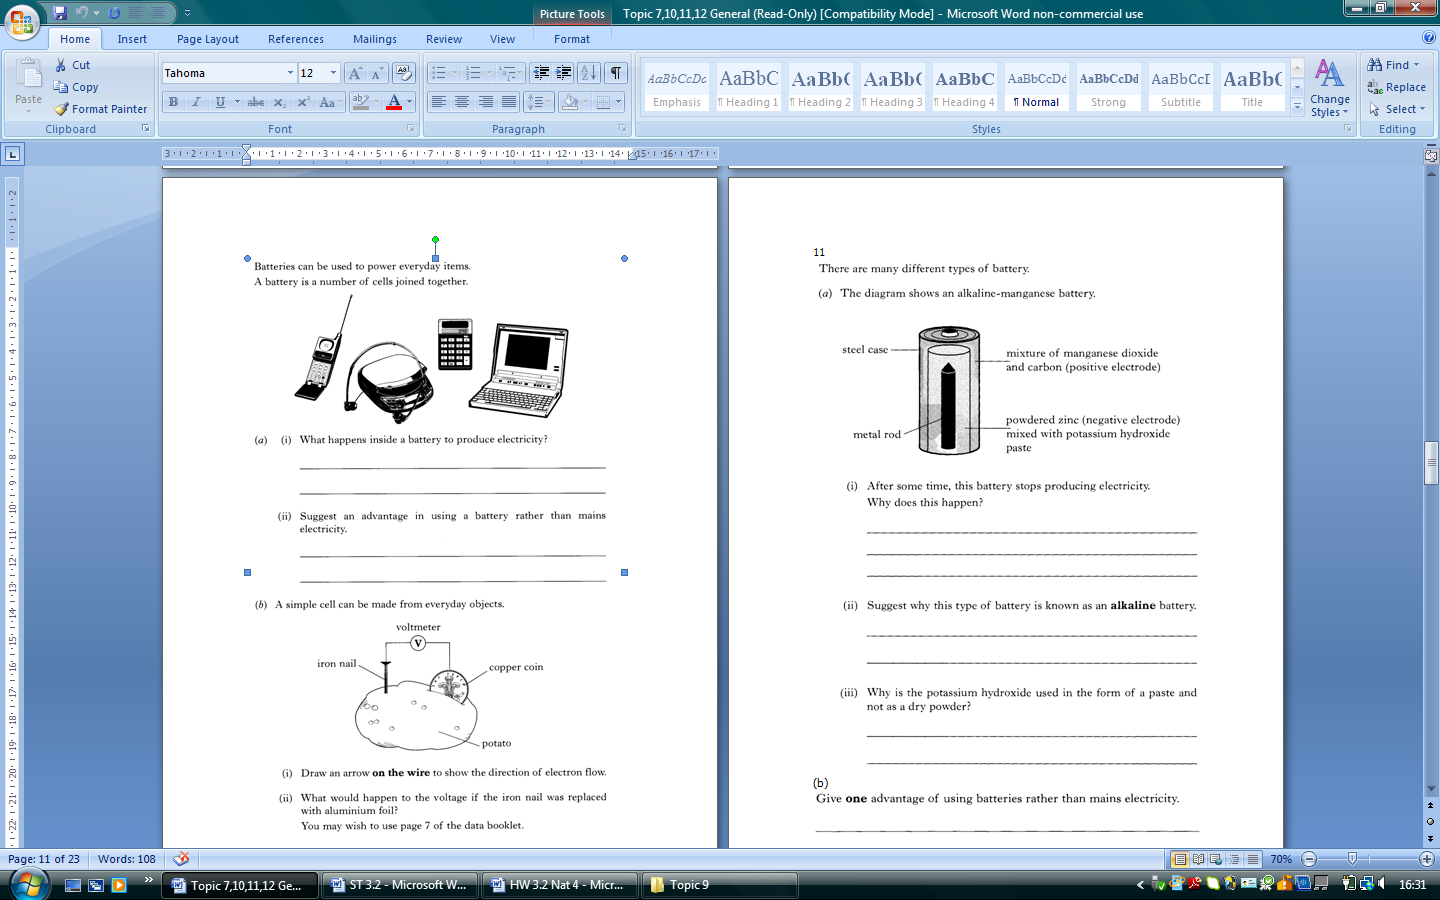 Picture Tools
Topic 7,10,11,12 General (Read-Only) [Compatibility Mode] - Microsoft Word non-commercial use
Home
Insert
Page Layout
References
Mailings
Review
View
Format
Paste
Cut
Copy
Format Painter
Clipboard
Tahoma
12
Font
Paragraph
AaBbCcDc
Emphasis
AaBbC
¶ Heading 1
AaBb(
¶ Heading 2
AaBb(
¶ Heading 3
AaBbC
¶ Heading 4
AaBbCcDd
¶ Normal
AaBbCcDd
Strong
AaBbCcI
Subtitle
AaBb(
Title
Change Styles
Styles
Find
Replace
Select
Editing
Batteries can be used to power everyday items.
A battery is a number of cells joined together.
(a) (i) What happens inside a battery to produce electricity?
(ii) Suggest an advantage in using a battery rather than mains
electricity.
(b) A simple cell can be made from everyday objects.
voltmeter
V
iron nail
copper coin
potato
(i) Draw an arrow on the wire to show the direction of electron flow.
(ii) What would happen to the voltage if the iron nail was replaced
with aluminium foil?
You may wish to use page 7 of the data booklet.
11
There are many different types of battery.
(a) The diagram shows an alkaline-manganese battery.
steel case
mixture of manganese dioxide
and carbon (positive electrode)
metal rod
powdered zinc (negative electrode)
mixed with potassium hydroxide
paste
(i) After some time, this battery stops producing electricity.
Why does this happen?
(ii) Suggest why this type of battery is known as an alkaline battery.
(iii) Why is the potassium hydroxide used in the form of a paste and
not as a dry powder?
(b)
Give one advantage of using batteries rather than mains electricity.
Page: 11 of 23
Words: 108
70%
Topic 7,10,11,12 Ge...
ST 3.2 - Microsoft W...
HW 3.2 Nat 4 - Micr...
Topic 9
16:31